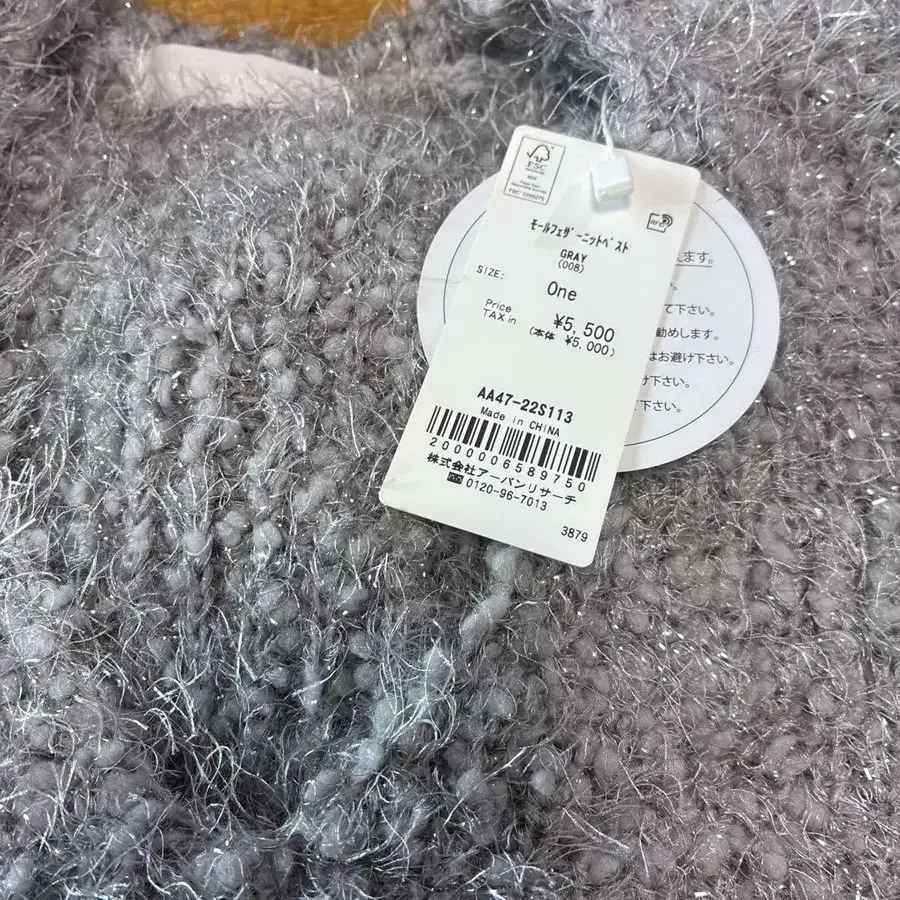 FSC
モールフェザーニットベスト
GRAY
(008)
SIZE:
One
Price
TAX in
¥5,500
(本体 ¥5,000)
AA47-22S113
Made in CHINA
2000006589750
株式会社アーバンリサーチ
0120-96-7013
3879
ます。
て下さい。
勧めします。
はお避け下さい。
け下さい。
下さい。